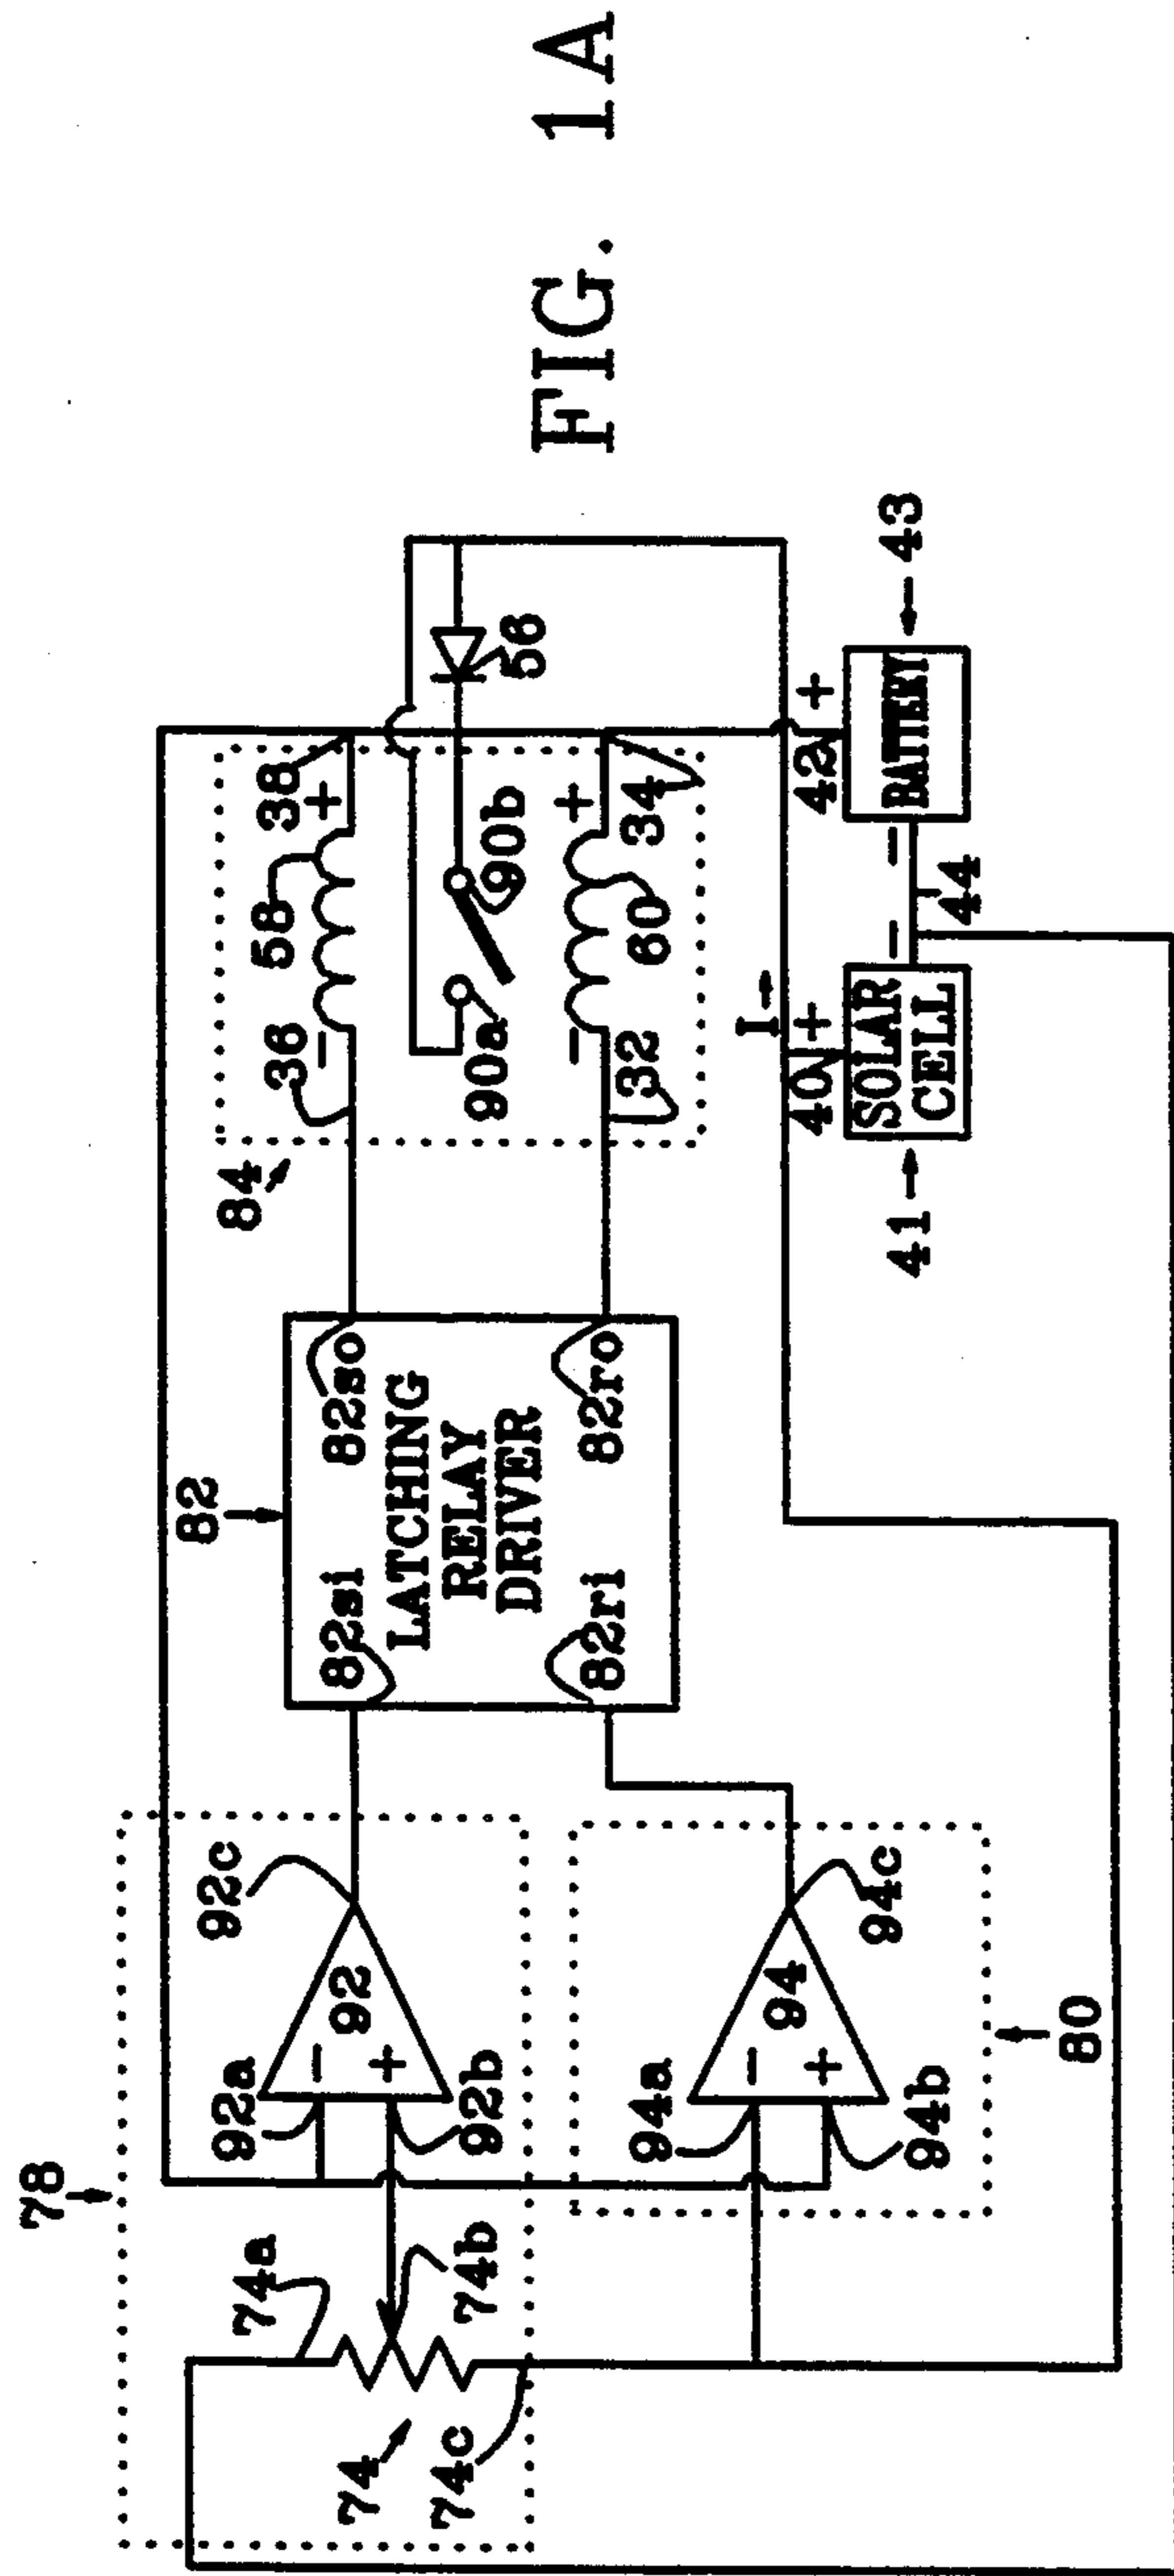 FIG. 1A
78
74
74a
74b
74c
92a
92b
92
92c
−
+
94a
94b
94
94c
−
+
80
82
82si
82so
LATCHING
RELAY
DRIVER
82ri
82ro
84
36
58
38
−
+
90a
90b
56
32
60
34
−
+
I
40
+
42
+
SOLAR
CELL
−
−
BATTERY
41
44
43